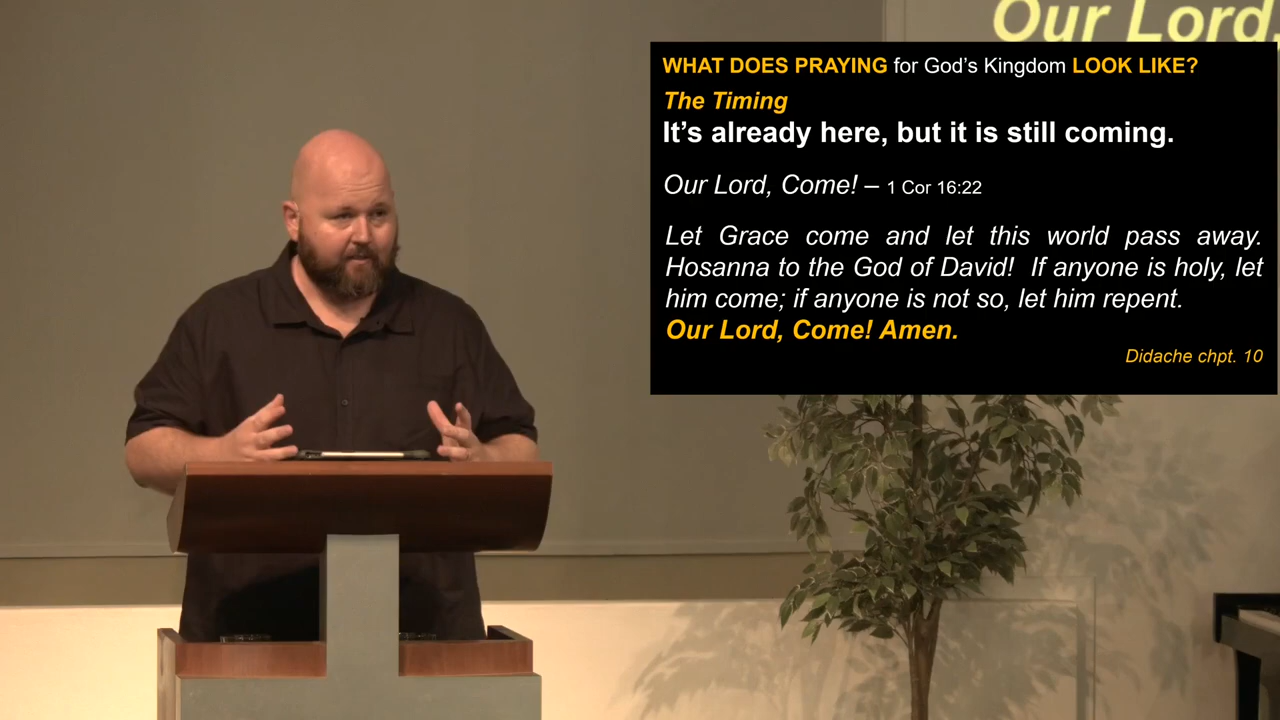 Our Lord,
WHAT DOES PRAYING for God's Kingdom LOOK LIKE?
The Timing
It's already here, but it is still coming.
Our Lord, Come! – 1 Cor 16:22
Let Grace come and let this world pass away.
Hosanna to the God of David!  If anyone is holy, let
him come; if anyone is not so, let him repent.
Our Lord, Come! Amen.
Didache chpt. 10